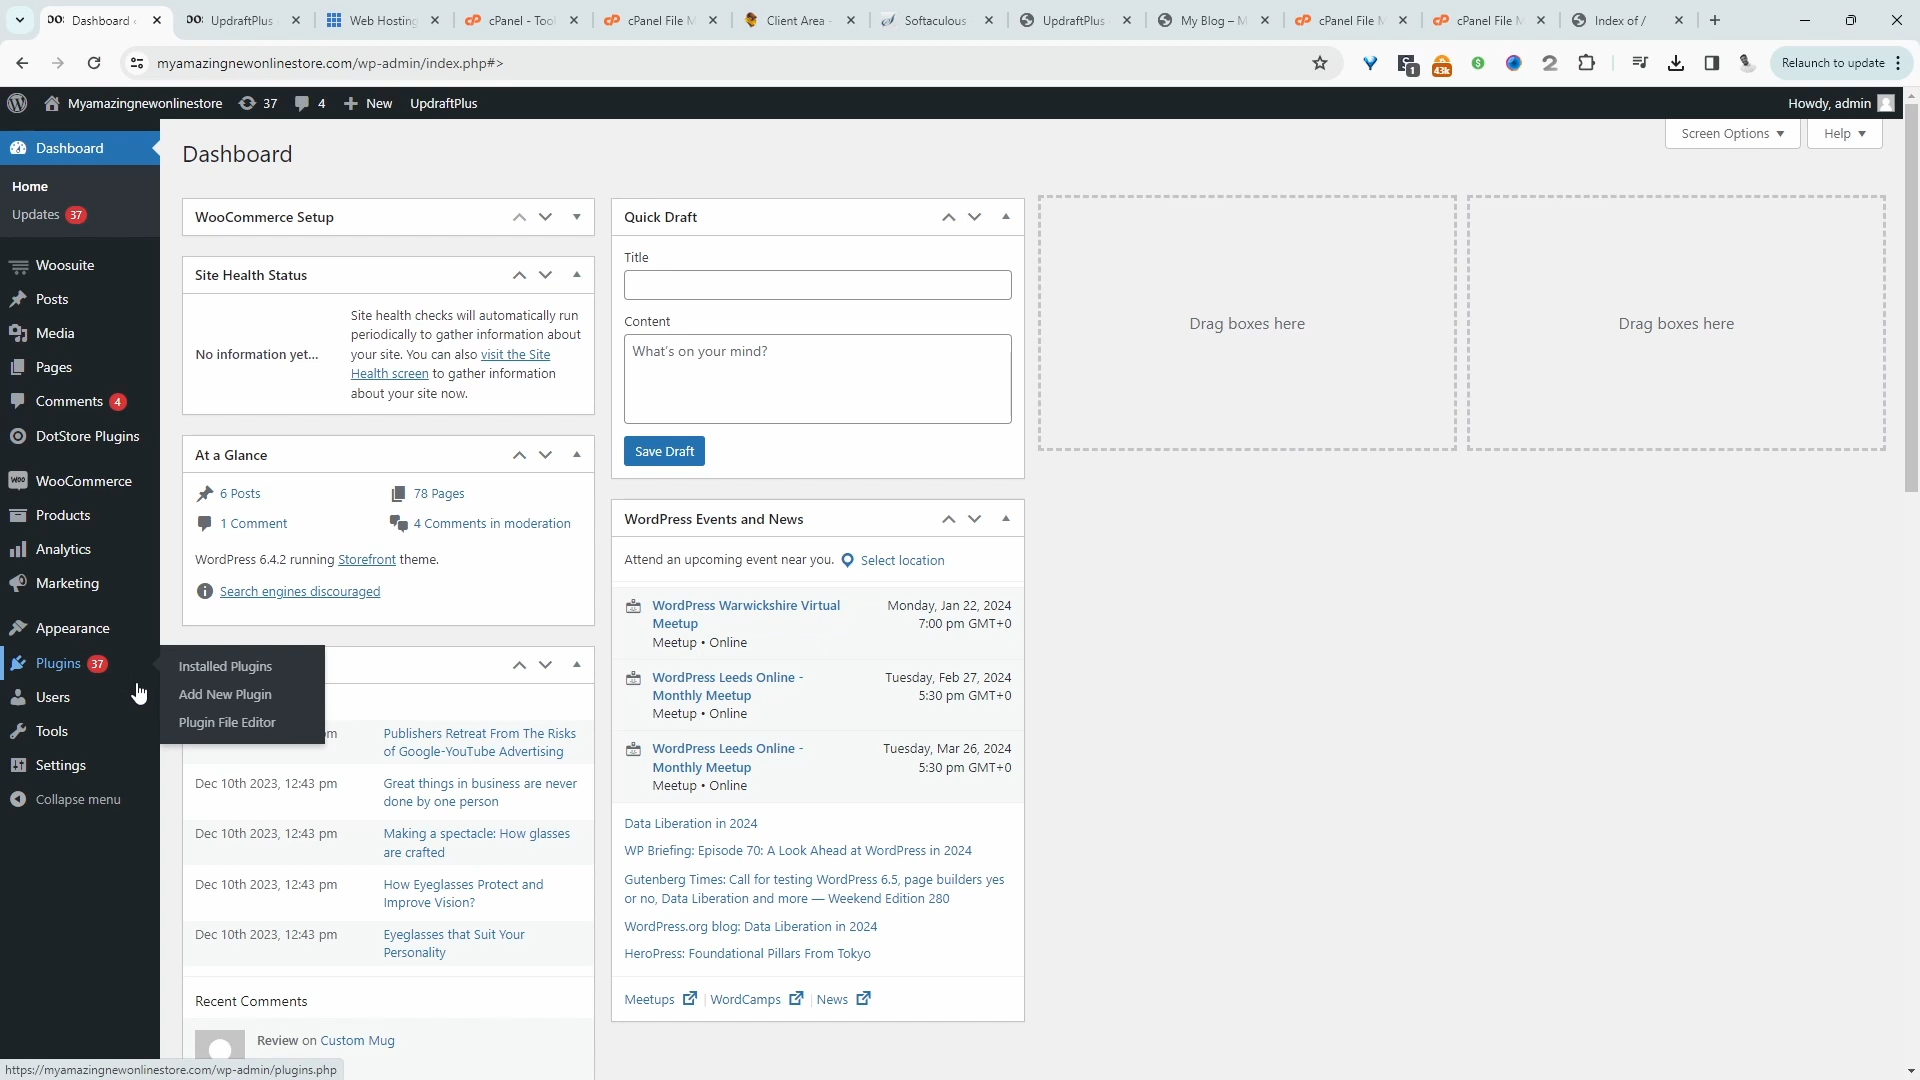 Dashboard
UpdraftPlus
Web Hosting
cPanel - Tool
cPanel File M
Client Area -
Softaculous
UpdraftPlus
My Blog – M
cPanel File M
cPanel File M
Index of /
myamazingnewonlinestore.com/wp-admin/index.php#>
1
43k
Relaunch to update
Myamazingnewonlinestore
37
4
New
UpdraftPlus
Howdy, admin
Dashboard
Home
Updates 37
Woosuite
Posts
Media
Pages
Comments 4
DotStore Plugins
WooCommerce
Products
Analytics
Marketing
Appearance
Plugins 37
Users
Tools
Settings
Collapse menu
Installed Plugins
Add New Plugin
Plugin File Editor
Screen Options
Help
Dashboard
WooCommerce Setup
Site Health Status
No information yet...
Site health checks will automatically run
periodically to gather information about
your site. You can also visit the Site
Health screen to gather information
about your site now.
At a Glance
6 Posts
78 Pages
1 Comment
4 Comments in moderation
WordPress 6.4.2 running Storefront theme.
Search engines discouraged
m
Publishers Retreat From The Risks
of Google-YouTube Advertising
Dec 10th 2023, 12:43 pm
Great things in business are never
done by one person
Dec 10th 2023, 12:43 pm
Making a spectacle: How glasses
are crafted
Dec 10th 2023, 12:43 pm
How Eyeglasses Protect and
Improve Vision?
Dec 10th 2023, 12:43 pm
Eyeglasses that Suit Your
Personality
Recent Comments
Review on Custom Mug
Quick Draft
Title
Content
What's on your mind?
Save Draft
WordPress Events and News
Attend an upcoming event near you. Select location
WordPress Warwickshire Virtual
Meetup
Meetup • Online
Monday, Jan 22, 2024
7:00 pm GMT+0
WordPress Leeds Online -
Monthly Meetup
Meetup • Online
Tuesday, Feb 27, 2024
5:30 pm GMT+0
WordPress Leeds Online -
Monthly Meetup
Meetup • Online
Tuesday, Mar 26, 2024
5:30 pm GMT+0
Data Liberation in 2024
WP Briefing: Episode 70: A Look Ahead at WordPress in 2024
Gutenberg Times: Call for testing WordPress 6.5, page builders yes
or no, Data Liberation and more — Weekend Edition 280
WordPress.org blog: Data Liberation in 2024
HeroPress: Foundational Pillars From Tokyo
Meetups | WordCamps | News
Drag boxes here
Drag boxes here
https://myamazingnewonlinestore.com/wp-admin/plugins.php